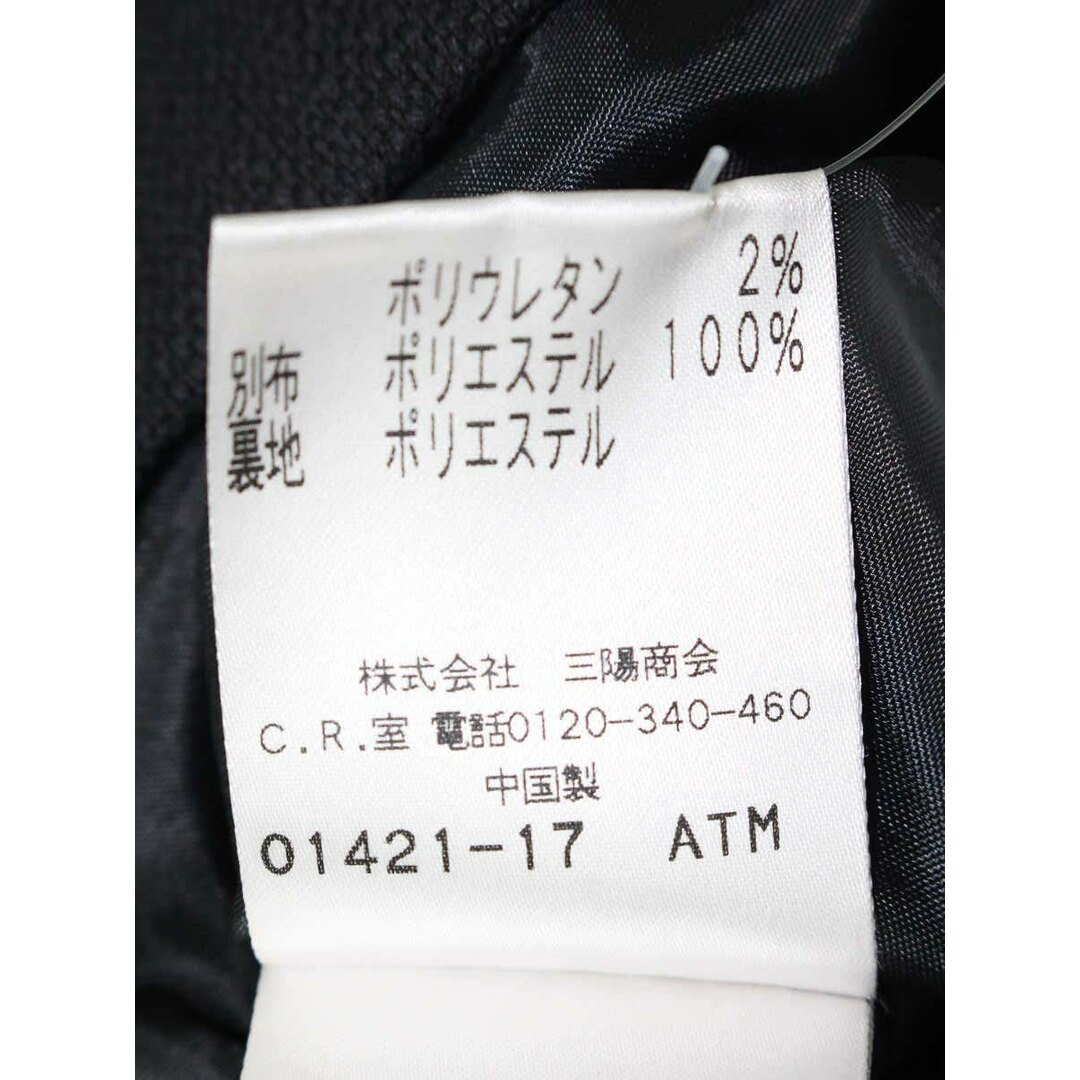 ポリウレタン 2%
別布 ポリエステル 100%
裏地 ポリエステル
株式会社 三陽商会
C.R.室 電話0120-340-460
中国製
01421-17 ATM